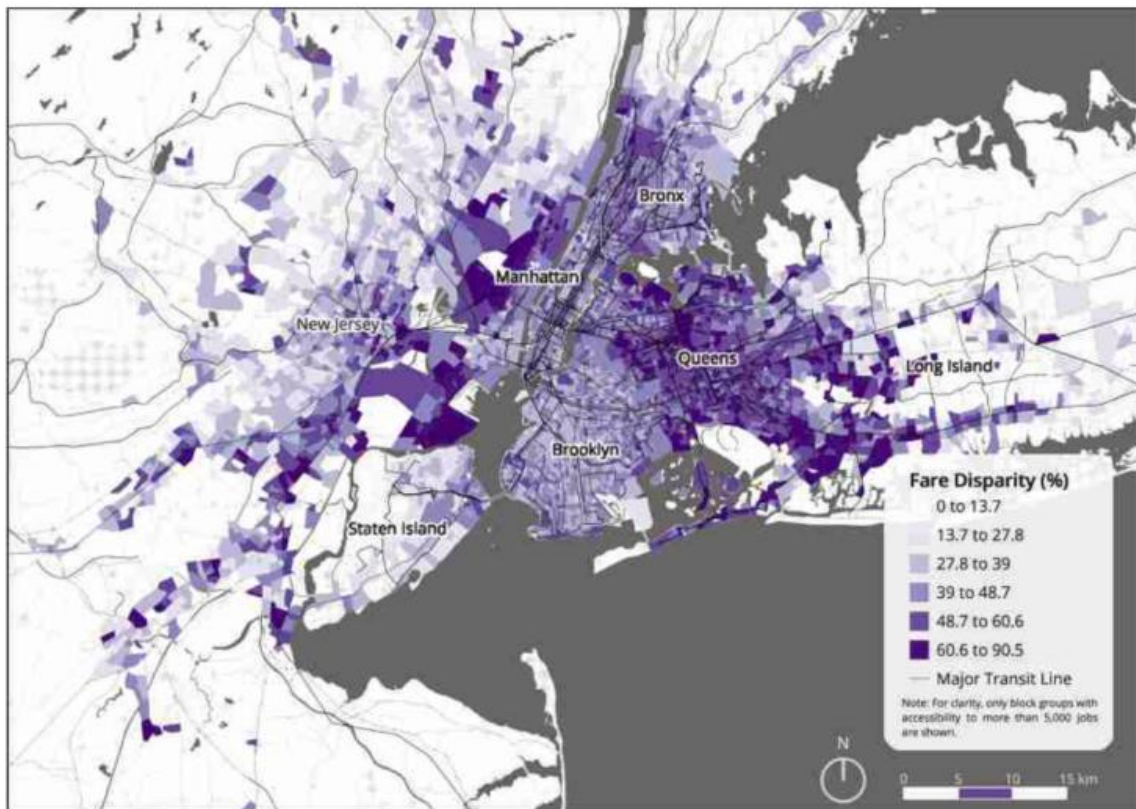 Bronx
Manhattan
New Jersey
Queens
Long Island
Brooklyn
Staten Island
Fare Disparity (%)
0 to 13.7
13.7 to 27.8
27.8 to 39
39 to 48.7
48.7 to 60.6
60.6 to 90.5
Major Transit Line
Note: For clarity, only block groups with
accessibility to more than 5,000 jobs
are shown.
N
0 5 10 15 km